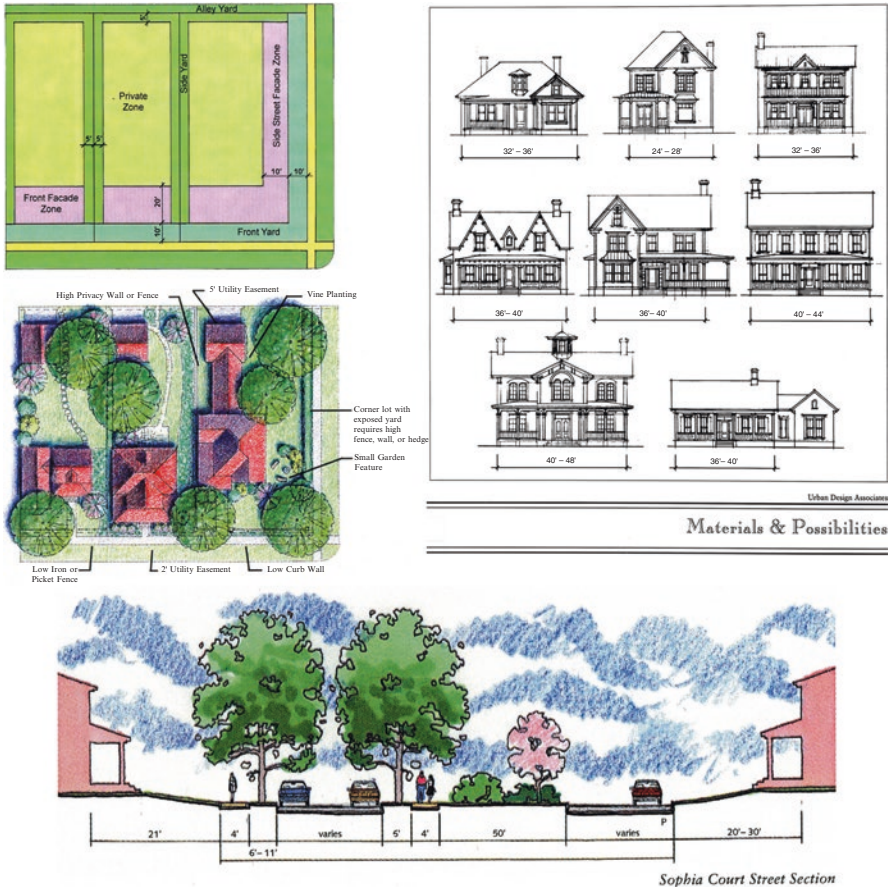 Alley Yard
5'
Side Yard
Side Street Facade Zone
Private
Zone
5' 5'
10' 10'
Front Facade
Zone
20'
Front Yard
10'
32' – 36'
24' – 28'
32' – 36'
36' – 40'
36' – 40'
40' – 44'
40' – 48'
36' – 40'
Urban Design Associates
Materials & Possibilities
High Privacy Wall or Fence
5' Utility Easement
Vine Planting
Corner lot with
exposed yard
requires high
fence, wall, or hedge
Small Garden
Feature
Low Iron or
Picket Fence
2' Utility Easement
Low Curb Wall
P
21' 4' varies 5' 4' 50' varies 20'– 30'
6'– 11'
Sophia Court Street Section